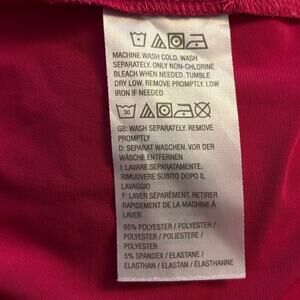 MACHINE WASH COLD. WASH
SEPARATELY. ONLY NON-CHLORINE
BLEACH WHEN NEEDED. TUMBLE
DRY LOW. REMOVE PROMPTLY. LOW
IRON IF NEEDED
30
GB: WASH SEPARATELY. REMOVE
PROMPTLY
D: SEPARAT WASCHEN. VOR DER
WÄSCHE ENTFERNEN
I: LAVARE SEPARATAMENTE.
RIMUOVERE SUBITO DOPO IL
LAVAGGIO
F: LAVER SÉPARÉMENT. RETIRER
RAPIDEMENT DE LA MACHINE À
LAVER
95% POLYESTER / POLYESTER /
POLYESTER / POLIESTERE /
POLYESTER
5% SPANDEX / ELASTANE /
ELASTHAN / ELASTAN / ÉLASTHANNE